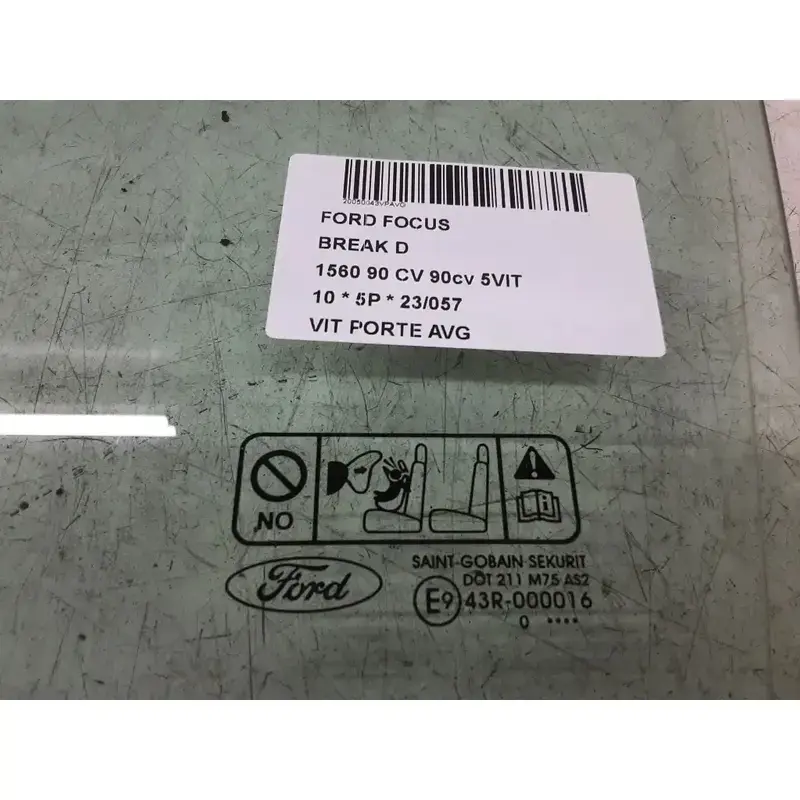 FORD FOCUS
BREAK D
1560 90 CV 90cv 5VIT
10 * 5P * 23/057
VIT PORTE AVG
NO
Ford
SAINT-GOBAIN SEKURIT
DOT 211 M75 AS2
E9 43R-000016
0 ••••